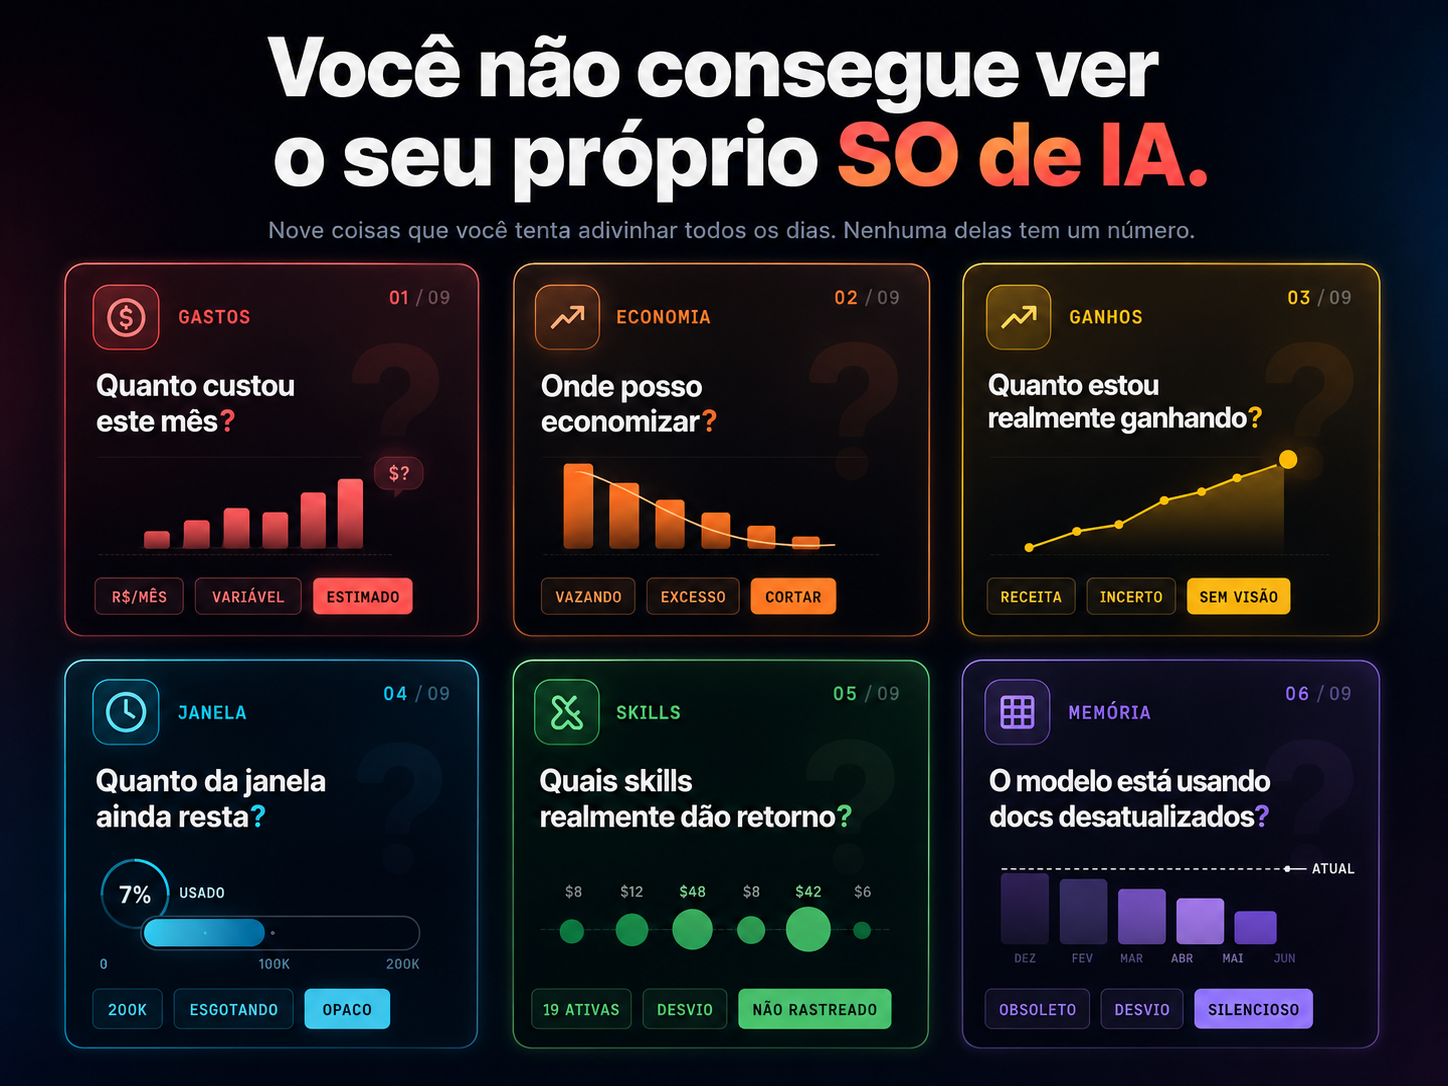 Você não consegue ver
o seu próprio SO de IA.
Nove coisas que você tenta adivinhar todos os dias. Nenhuma delas tem um número.
GASTOS
01 / 09
Quanto custou
este mês?
$?
R$/MÊS
VARIÁVEL
ESTIMADO
ECONOMIA
02 / 09
Onde posso
economizar?
VAZANDO
EXCESSO
CORTAR
GANHOS
03 / 09
Quanto estou
realmente ganhando?
RECEITA
INCERTO
SEM VISÃO
JANELA
04 / 09
Quanto da janela
ainda resta?
7%
USADO
0
100K
200K
200K
ESGOTANDO
OPACO
SKILLS
05 / 09
Quais skills
realmente dão retorno?
$8
$12
$48
$8
$42
$6
19 ATIVAS
DESVIO
NÃO RASTREADO
MEMÓRIA
06 / 09
O modelo está usando
docs desatualizados?
ATUAL
DEZ
FEV
MAR
ABR
MAI
JUN
OBSOLETO
DESVIO
SILENCIOSO